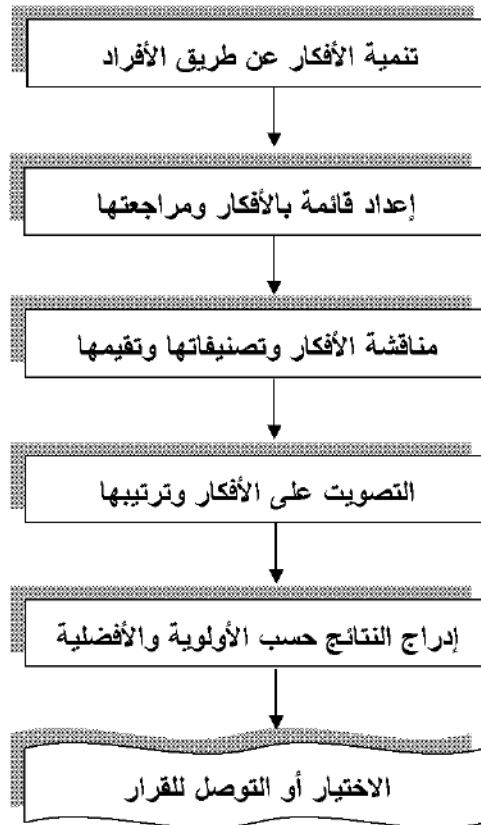 تنمية الأفكار عن طريق الأفراد
إعداد قائمة بالأفكار ومراجعتها
مناقشة الأفكار وتصنيفاتها وتقيمها
التصويت على الأفكار وترتيبها
إدراج النتائج حسب الأولوية والأفضلية
الاختيار أو التوصل للقرار